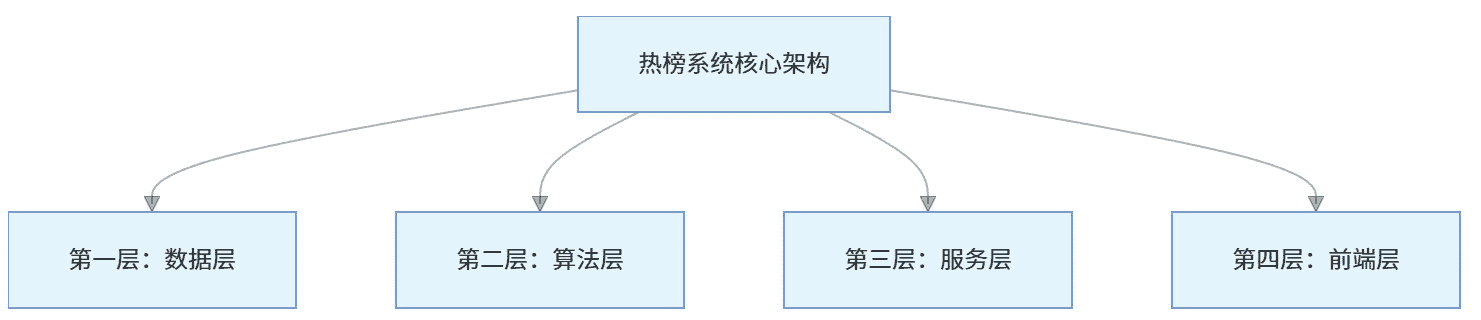 热榜系统核心架构
第一层：数据层
第二层：算法层
第三层：服务层
第四层：前端层